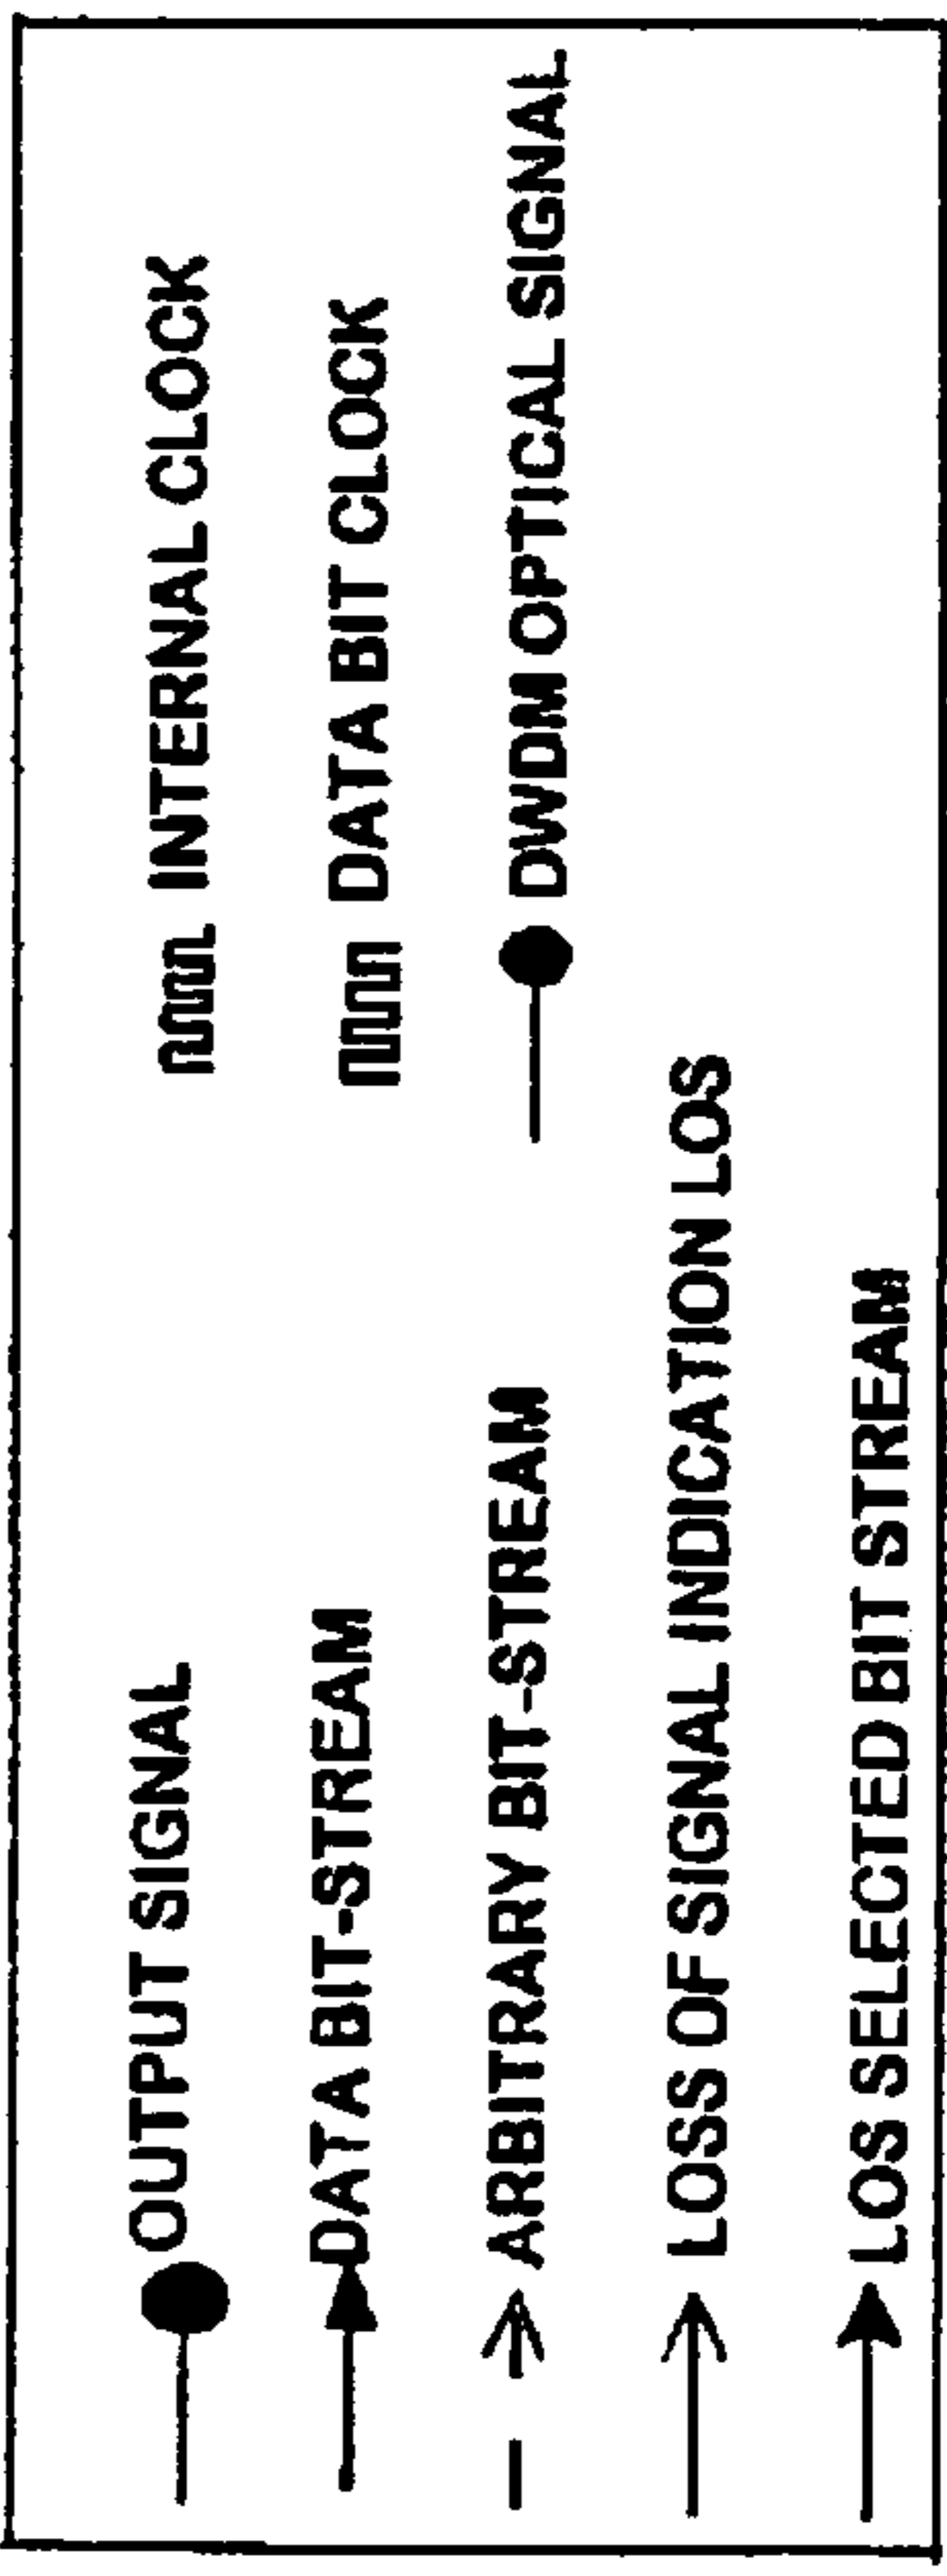 OUTPUT SIGNAL
INTERNAL CLOCK
DATA BIT-STREAM
DATA BIT CLOCK
ARBITRARY BIT-STREAM
DWDM OPTICAL SIGNAL
LOSS OF SIGNAL INDICATION LOS
LOS SELECTED BIT STREAM